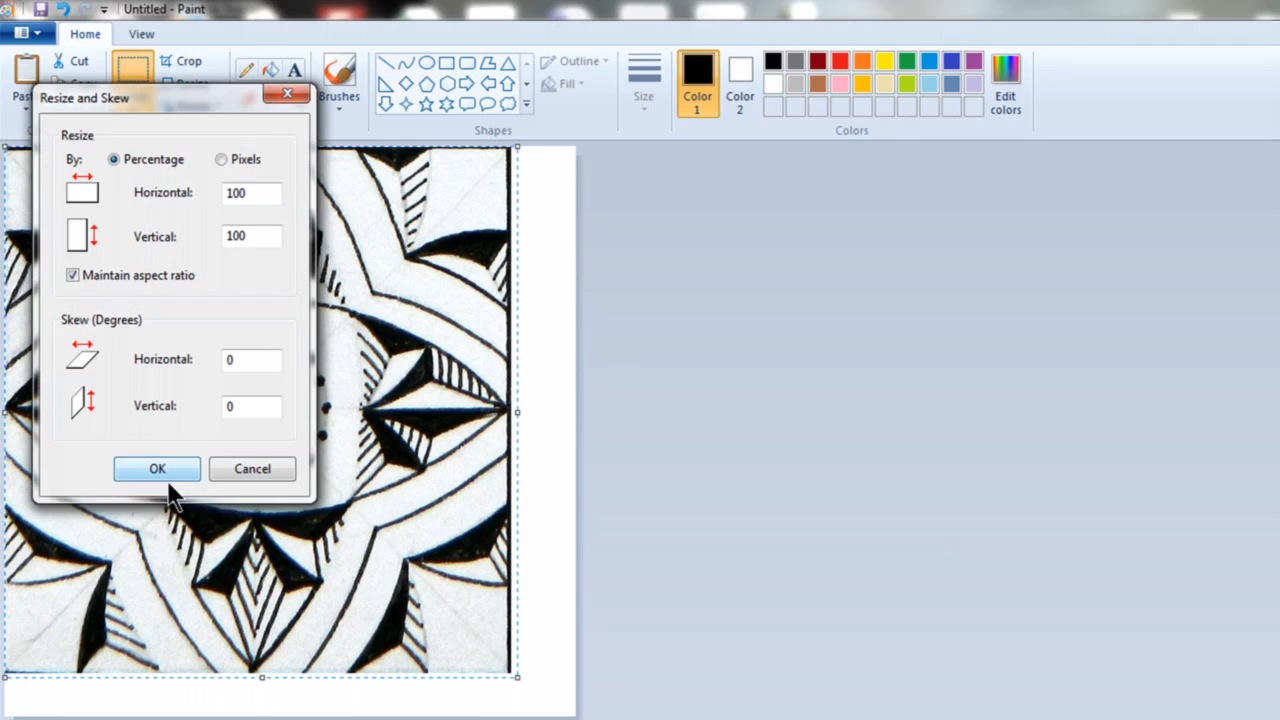 Untitled - Paint
Home View
Cut
Crop
Brushes
Outline
Fill
Shapes
Size
Color
1
Color
2
Edit
colors
Colors
Resize and Skew
Resize
By: Percentage Pixels
Horizontal: 100
Vertical: 100
Maintain aspect ratio
Skew (Degrees)
Horizontal: 0
Vertical: 0
OK Cancel